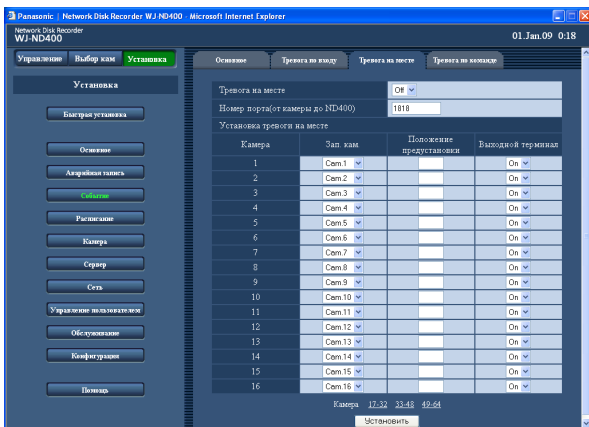 Panasonic | Network Disk Recorder WJ-ND400 - Microsoft Internet Explorer
Network Disk Recorder
WJ-ND400
01.Jan.09 0:18
Управление Выбор кам Установка
Основное Тревога по входу Тревога на месте Тревога по команде
Установка
Быстрая установка
Основное
Аварийная запись
Событие
Расписание
Камера
Сервер
Сеть
Управление пользователем
Обслуживание
Конфигурация
Помощь
Тревога на месте Off
Номер порта(от камеры до ND400) 1818
Установка тревоги на месте
Камера Зап. кам. Положение предустановки Выходной терминал
1 Cam.1 On
2 Cam.2 On
3 Cam.3 On
4 Cam.4 On
5 Cam.5 On
6 Cam.6 On
7 Cam.7 On
8 Cam.8 On
9 Cam.9 On
10 Cam.10 On
11 Cam.11 On
12 Cam.12 On
13 Cam.13 On
14 Cam.14 On
15 Cam.15 On
16 Cam.16 On
Камера 17-32 33-48 49-64
Установить